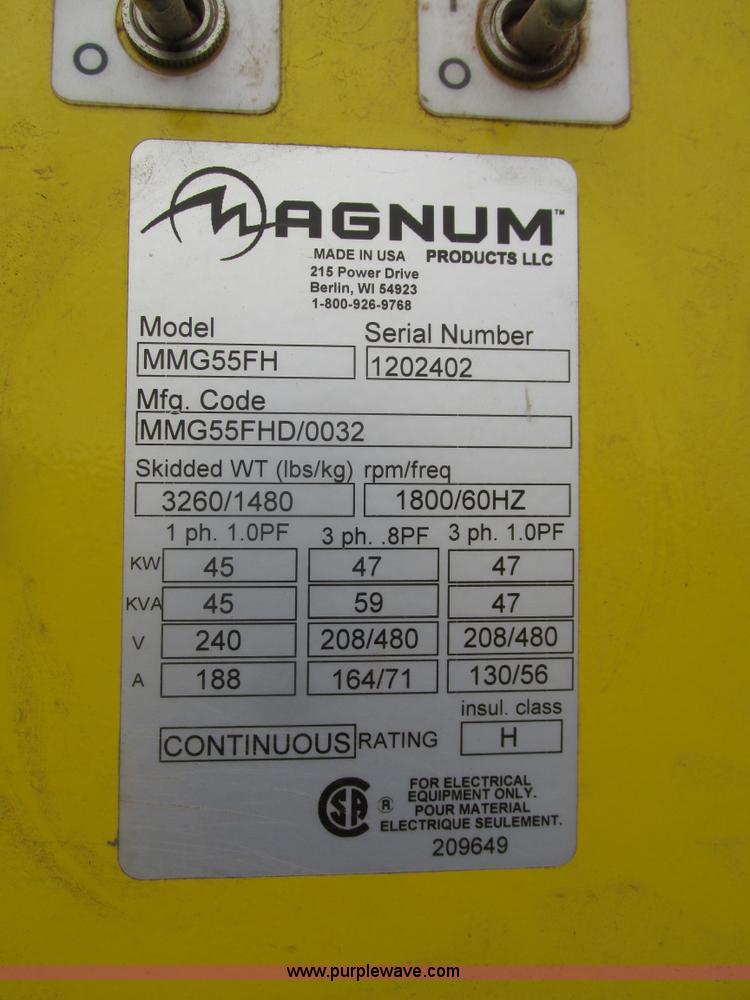 O
O
MAGNUM™
MADE IN USA PRODUCTS LLC
215 Power Drive
Berlin, WI 54923
1-800-926-9768
Model Serial Number
MMG55FH 1202402
Mfg. Code
MMG55FHD/0032
Skidded WT (lbs/kg) rpm/freq
3260/1480 1800/60HZ
1 ph. 1.0PF 3 ph. .8PF 3 ph. 1.0PF
KW 45 47 47
KVA 45 59 47
V 240 208/480 208/480
A 188 164/71 130/56
insul. class
CONTINUOUS RATING H
SA ® FOR ELECTRICAL
EQUIPMENT ONLY.
POUR MATERIAL
ELECTRIQUE SEULEMENT.
209649
www.purplewave.com